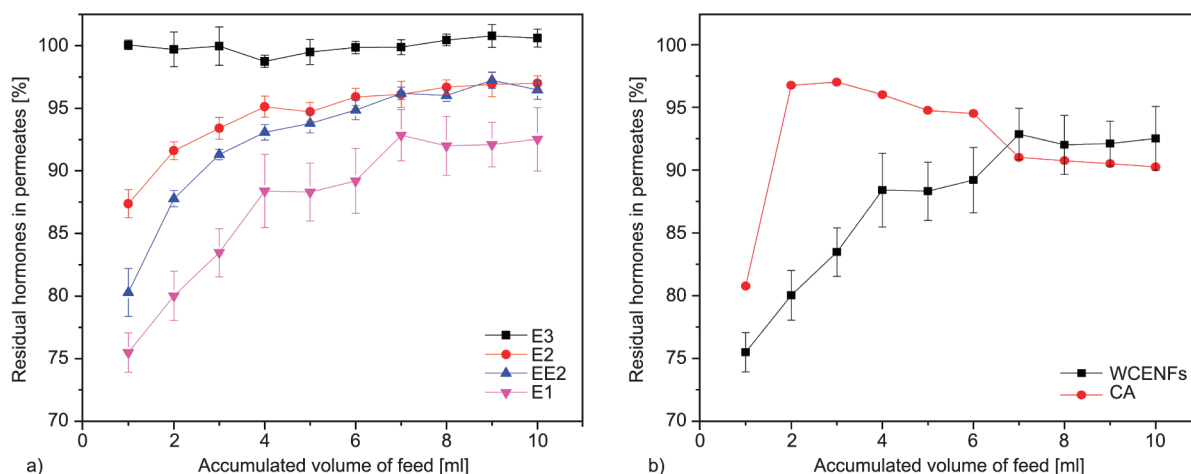 Residual hormones in permeates [%]
100
95
90
85
80
75
70
0
2
4
6
8
10
E3
E2
EE2
E1
a)
Accumulated volume of feed [ml]
Residual hormones in permeates [%]
100
95
90
85
80
75
70
0
2
4
6
8
10
WCENFs
CA
b)
Accumulated volume of feed [ml]